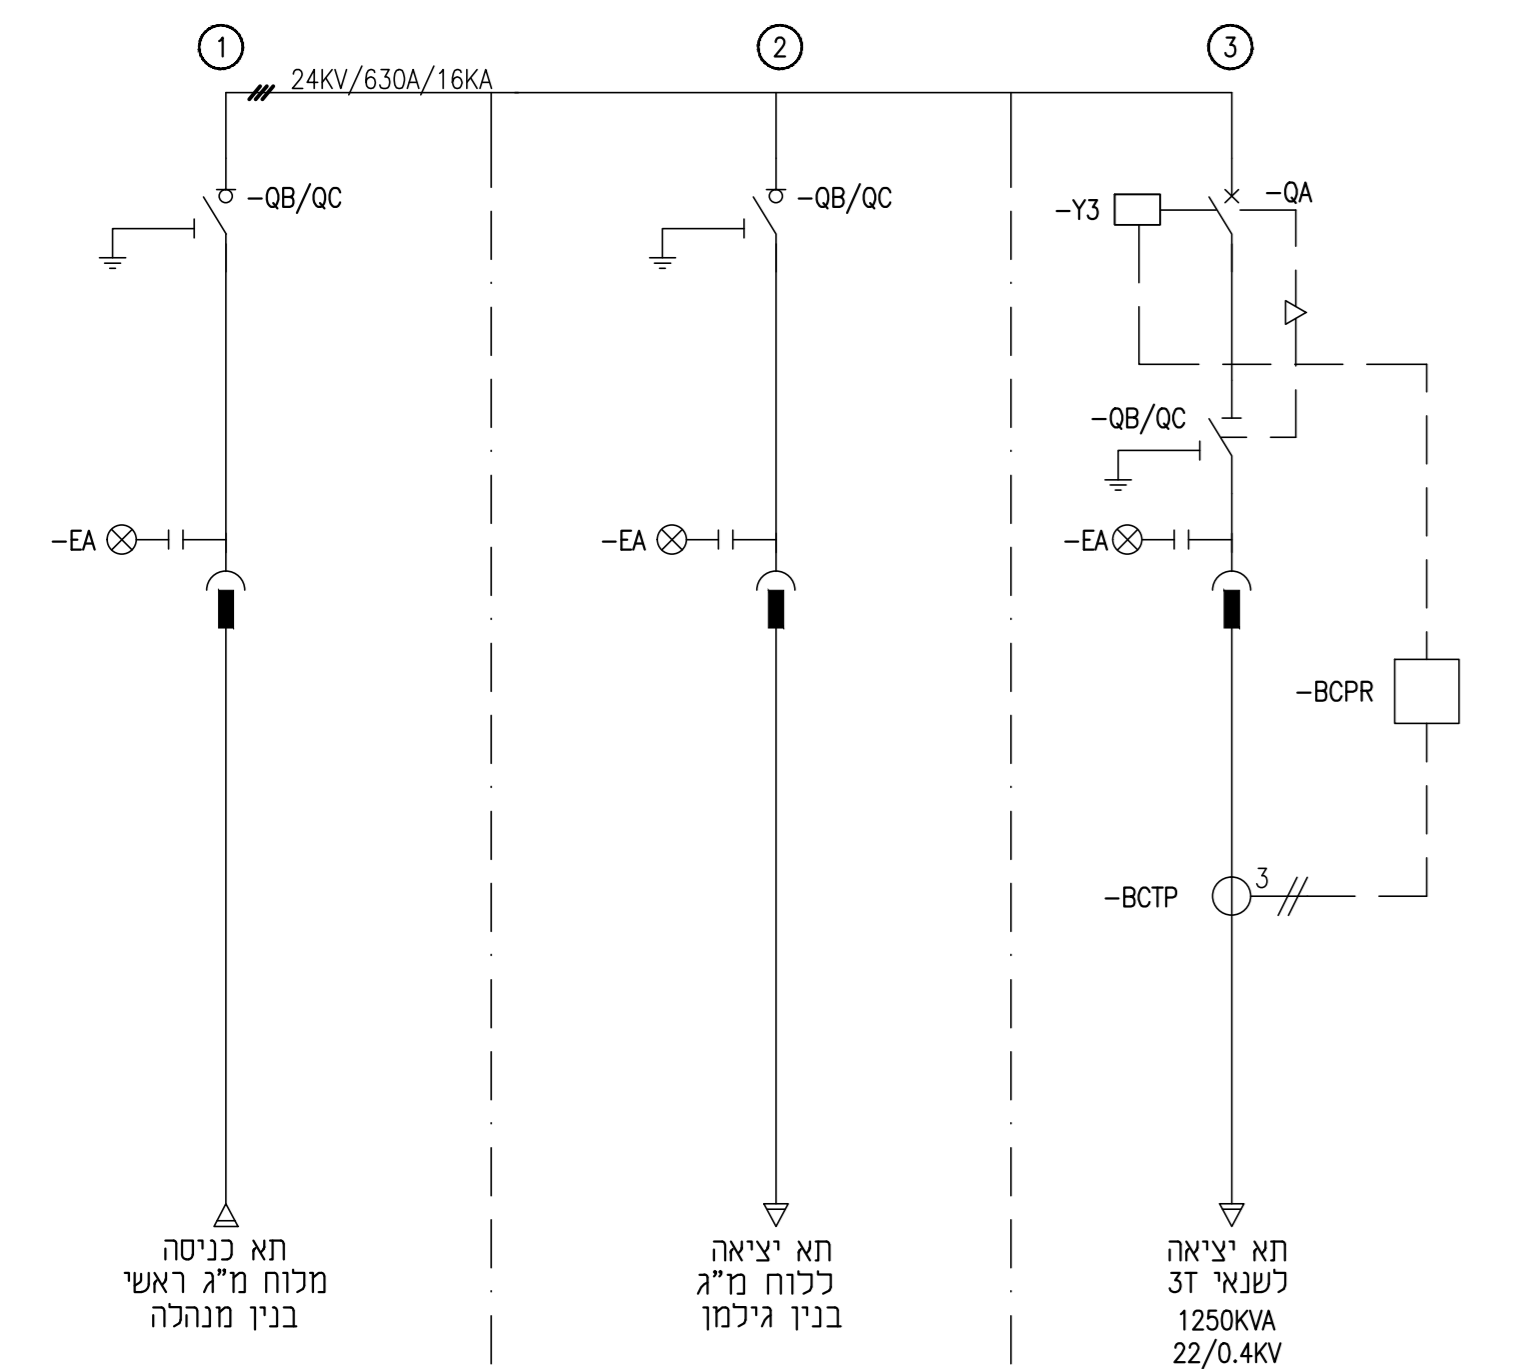 1
2
3
24KV/630A/16KA
-QB/QC
-QB/QC
-QA
-Y3
-QB/QC
-EA
-EA
-EA
-BCPR
-BCTP
3
תא כניסה
מלוח מ"ג ראשי
בנין מנהלה
תא יציאה
ללוח מ"ג
בנין גילמן
תא יציאה
לשנאי 3T
1250KVA
22/0.4KV